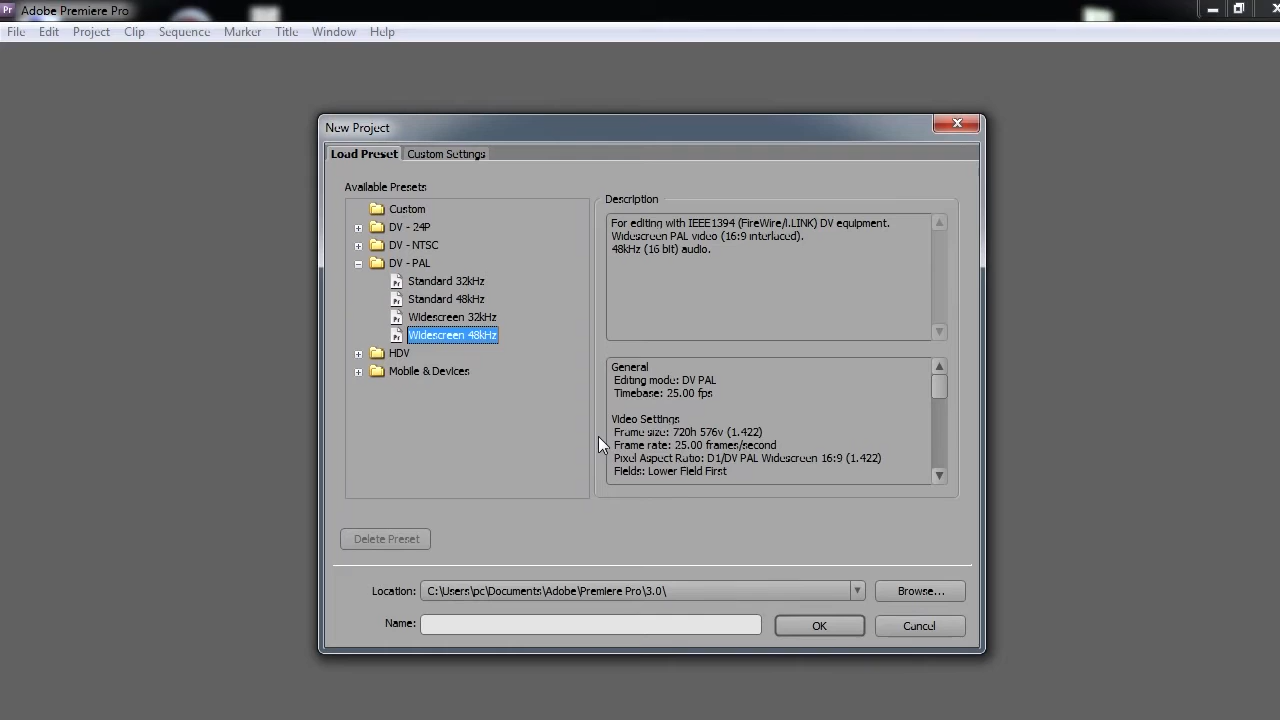 Pr Adobe Premiere Pro
File Edit Project Clip Sequence Marker Title Window Help
New Project
Load Preset Custom Settings
Available Presets
Custom
DV - 24P
DV - NTSC
DV - PAL
Standard 32kHz
Standard 48kHz
Widescreen 32kHz
Widescreen 48kHz
HDV
Mobile & Devices
Delete Preset
Description
For editing with IEEE1394 (FireWire/i.LINK) DV equipment.
Widescreen PAL video (16:9 interlaced).
48kHz (16 bit) audio.
General
Editing mode: DV PAL
Timebase: 25.00 fps
Video Settings
Frame size: 720h 576v (1.422)
Frame rate: 25.00 frames/second
Pixel Aspect Ratio: D1/DV PAL Widescreen 16:9 (1.422)
Fields: Lower Field First
Location: C:\Users\pc\Documents\Adobe\Premiere Pro\3.0\ Browse...
Name: OK Cancel